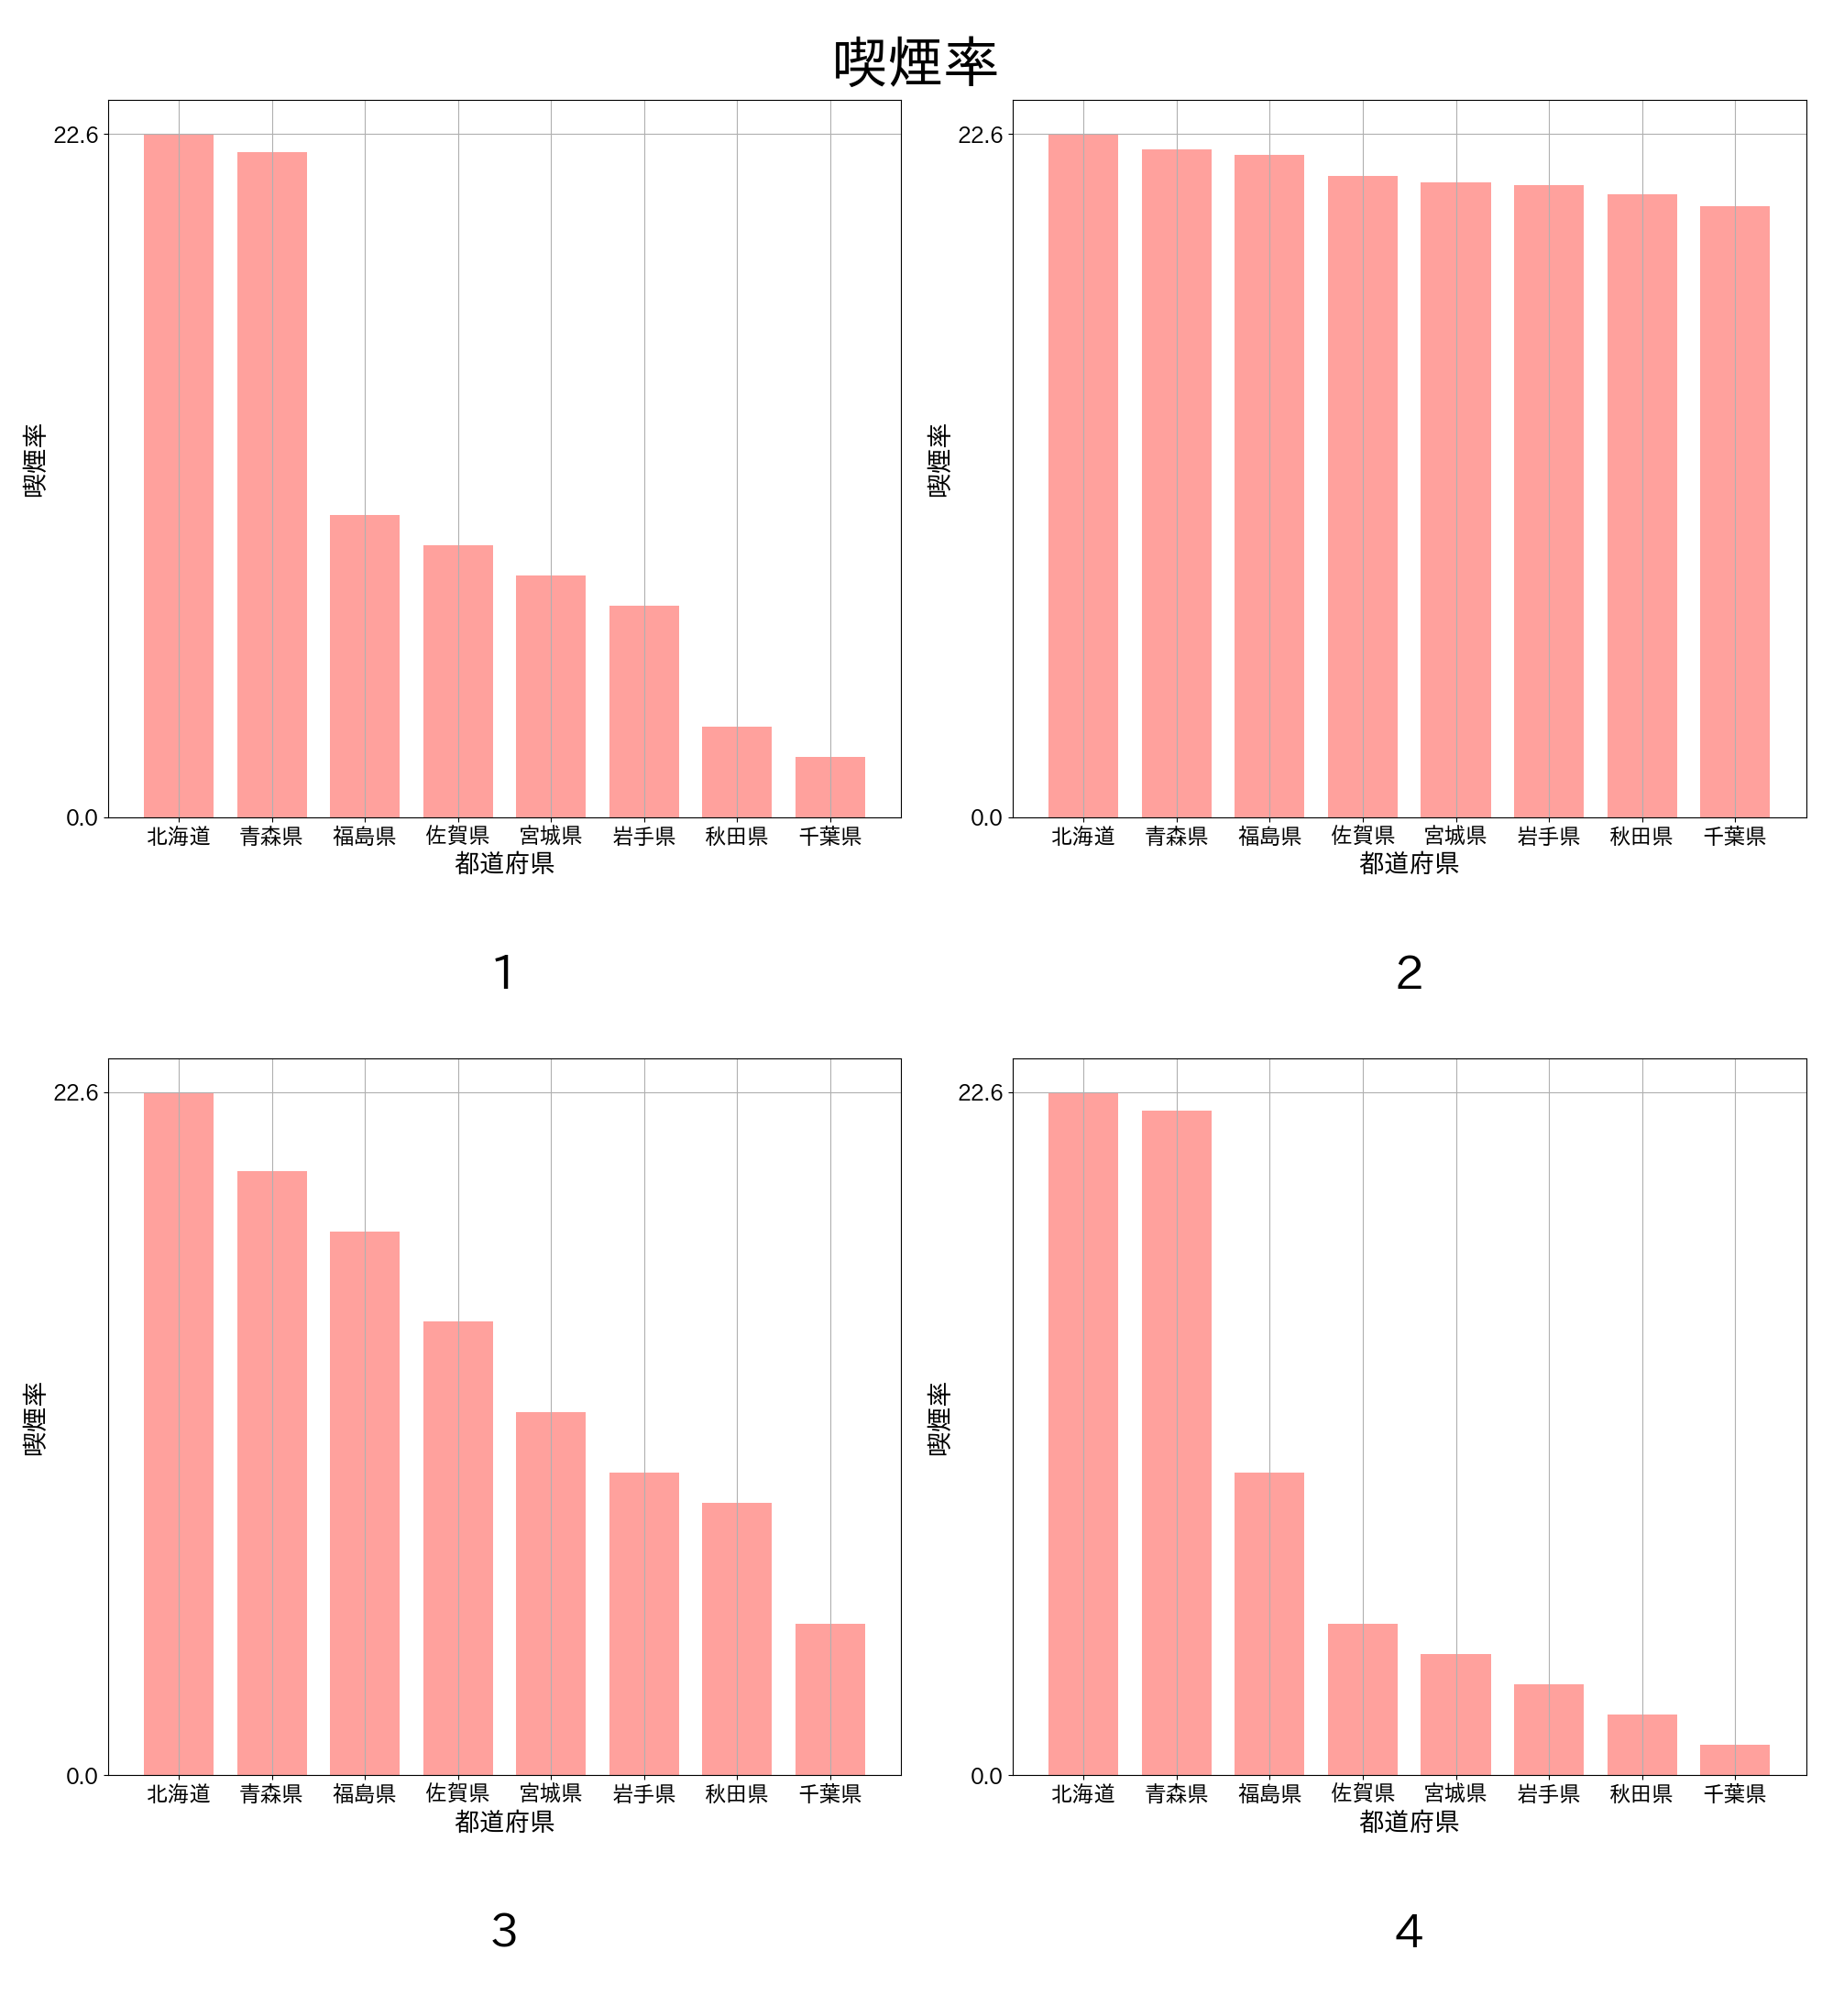 喫煙率
22.6
0.0
喫煙率
北海道 青森県 福島県 佐賀県 宮城県 岩手県 秋田県 千葉県
都道府県
1
22.6
0.0
喫煙率
北海道 青森県 福島県 佐賀県 宮城県 岩手県 秋田県 千葉県
都道府県
2
22.6
0.0
喫煙率
北海道 青森県 福島県 佐賀県 宮城県 岩手県 秋田県 千葉県
都道府県
3
22.6
0.0
喫煙率
北海道 青森県 福島県 佐賀県 宮城県 岩手県 秋田県 千葉県
都道府県
4